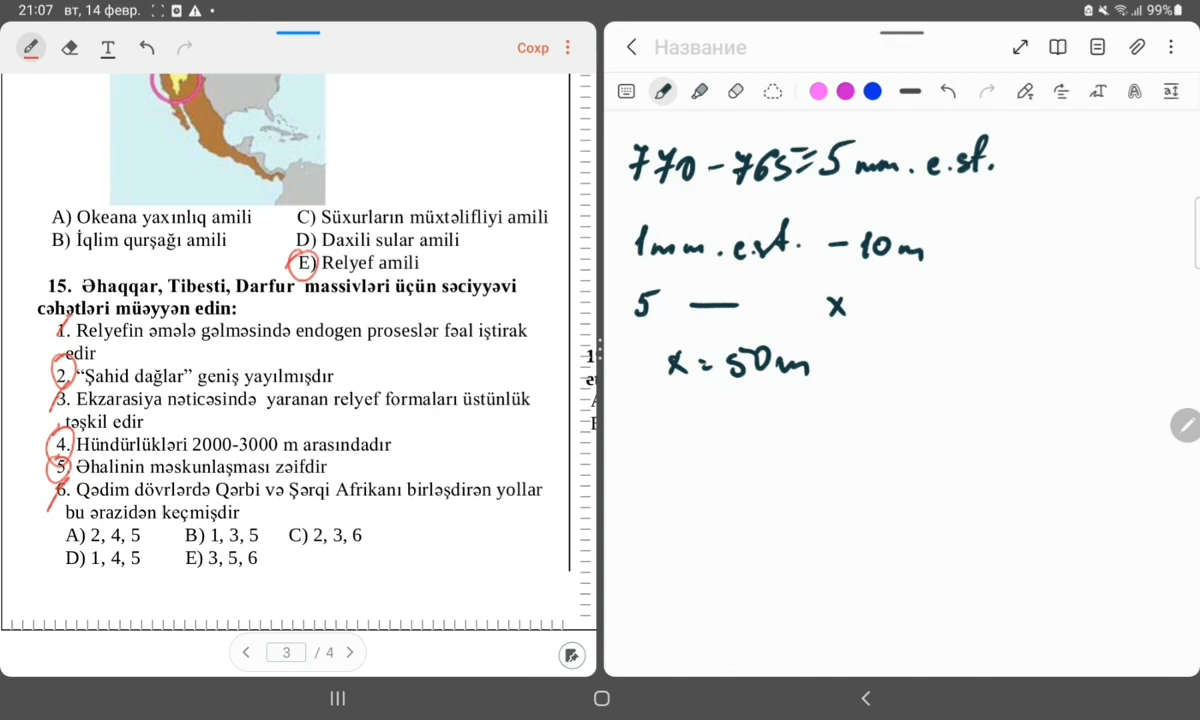 21:07 вт, 14 февр.
99%
Сохр
Название
A) Okeana yaxınlıq amili
C) Süxurların müxtəlifliyi amili
B) İqlim qurşağı amili
D) Daxili sular amili
E) Relyef amili
15. Əhaqqar, Tibesti, Darfur massivləri üçün səciyyəvi
cəhətləri müəyyən edin:
1. Relyefin əmələ gəlməsində endogen proseslər fəal iştirak
edir
2. “Şahid dağlar” geniş yayılmışdır
3. Ekzarasiya nəticəsində yaranan relyef formaları üstünlük
təşkil edir
4. Hündürlükləri 2000-3000 m arasındadır
5. Əhalinin məskunlaşması zəifdir
6. Qədim dövrlərdə Qərbi və Şərqi Afrikanı birləşdirən yollar
bu ərazidən keçmişdir
A) 2, 4, 5 B) 1, 3, 5 C) 2, 3, 6
D) 1, 4, 5 E) 3, 5, 6
3 / 4
770 - 765 = 5 mm. c. st.
1 mm. c. st. - 10 m
5 — x
x = 50 m